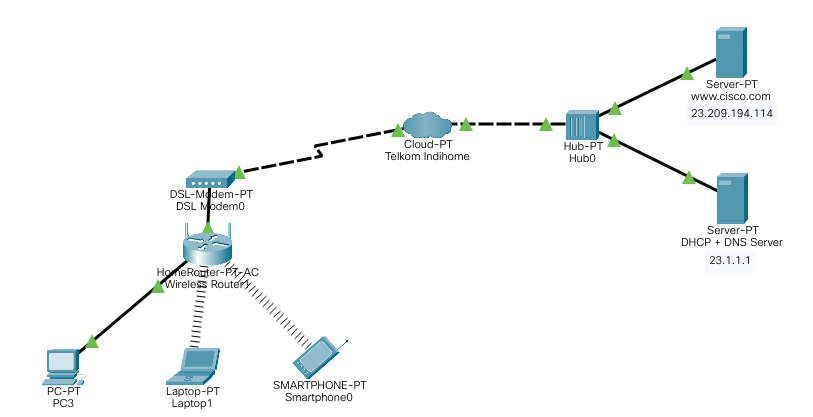 Server-PT
www.cisco.com
23.209.194.114
Cloud-PT
Telkom Indihome
Hub-PT
Hub0
DSL-Modem-PT
DSL Modem0
Server-PT
DHCP + DNS Server
23.1.1.1
HomeRouter-PT-AC
Wireless Router1
PC-PT
PC3
Laptop-PT
Laptop1
SMARTPHONE-PT
Smartphone0